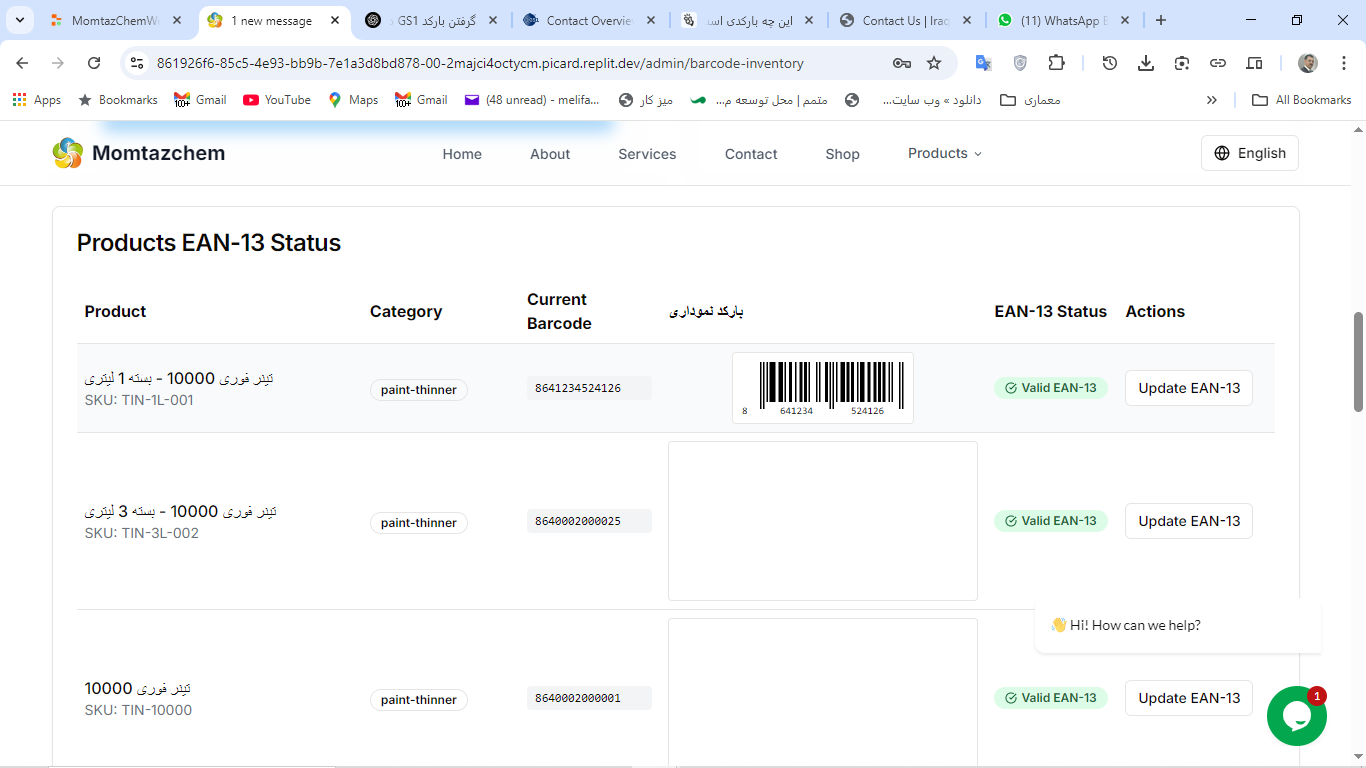 MomtazChemW
1 new message
گرفتن بارکد GS1
Contact Overvie
این چه بارکدی اسـ
Contact Us | Iraq
(11) WhatsApp B
861926f6-85c5-4e93-bb9b-7e1a3d8bd878-00-2majci4octycm.picard.replit.dev/admin/barcode-inventory
Apps Bookmarks Gmail YouTube Maps Gmail (48 unread) - melifa... میز کار متمم | محل توسعه م... دانلود » وب سایت... معماری » All Bookmarks
Momtazchem Home About Services Contact Shop Products English
Products EAN-13 Status
Product Category Current Barcode بارکد نموداری EAN-13 Status Actions
تینر فوری 10000 - بسته 1 لیتری
SKU: TIN-1L-001
paint-thinner
8641234524126
8 641234 524126
Valid EAN-13
Update EAN-13
تینر فوری 10000 - بسته 3 لیتری
SKU: TIN-3L-002
paint-thinner
8640002000025
Valid EAN-13
Update EAN-13
👋 Hi! How can we help?
تینر فوری 10000
SKU: TIN-10000
paint-thinner
8640002000001
Valid EAN-13
Update EAN-13
1